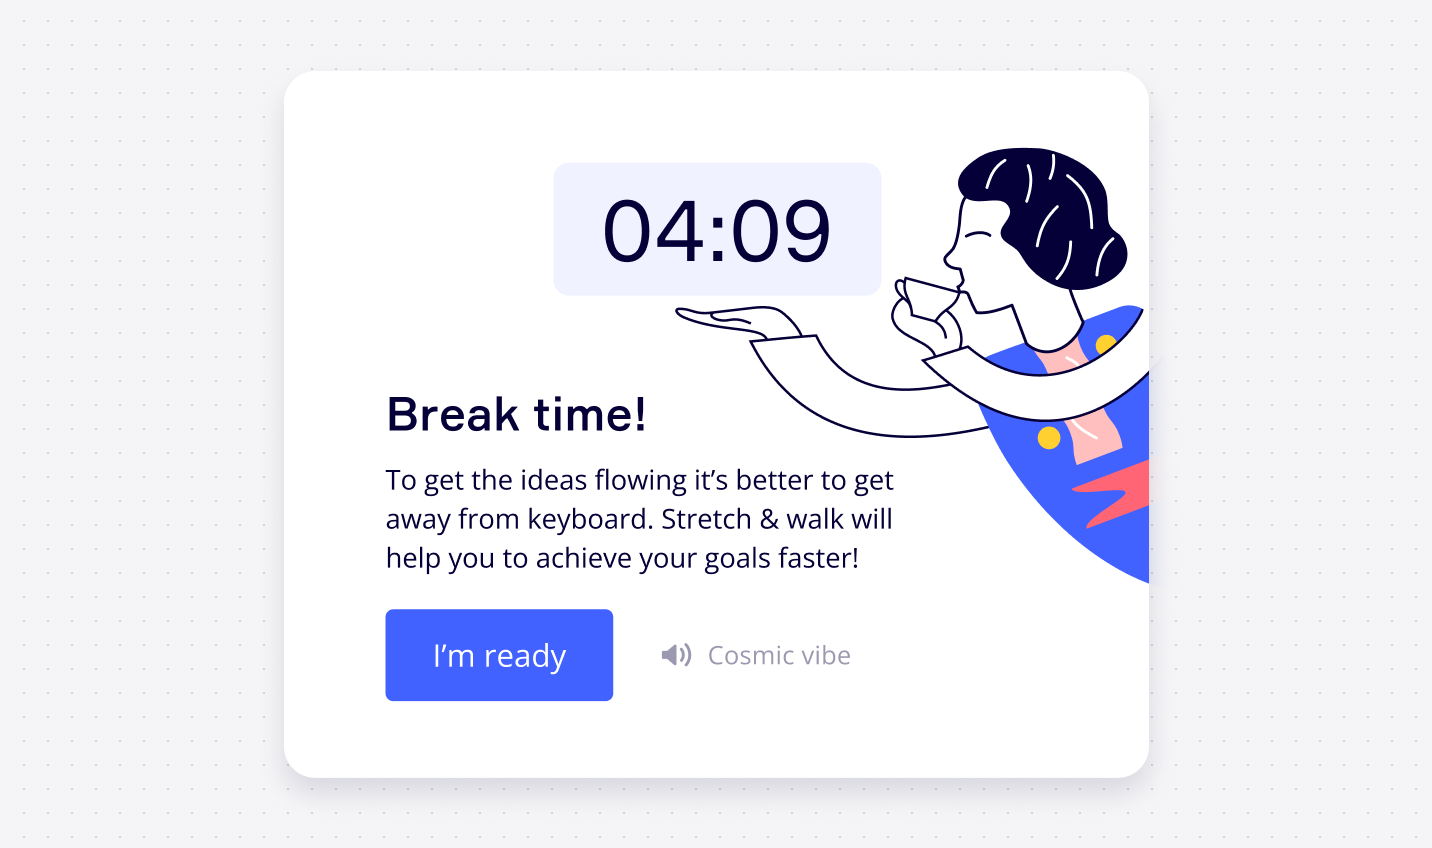 04:09
Break time!
To get the ideas flowing it’s better to get
away from keyboard. Stretch & walk will
help you to achieve your goals faster!
I’m ready
Cosmic vibe